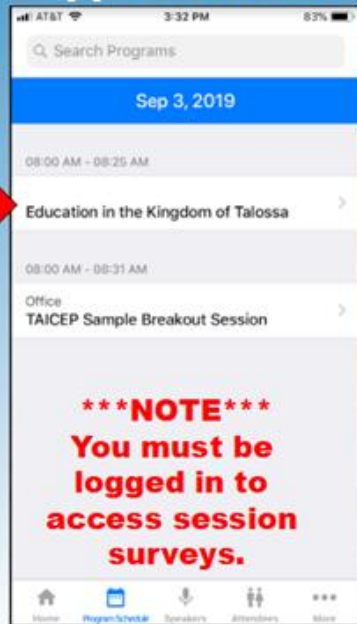 AT&T 3:32 PM 83%
Search Programs
Sep 3, 2019
08:00 AM - 08:25 AM
Education in the Kingdom of Talossa
08:00 AM - 08:31 AM
Office
TAICEP Sample Breakout Session
***NOTE***
You must be
logged in to
access session
surveys.
Home Program Schedule Speakers Attendees More